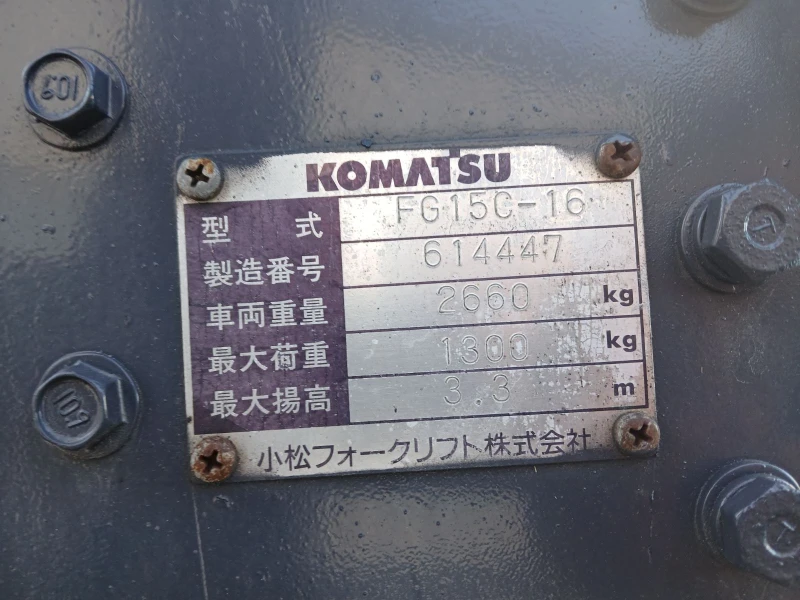 KOMATSU
型式 FG15C-16
製造番号 614447
車両重量 2660 kg
最大荷重 1300 kg
最大揚高 3.3 m
小松フォークリフト株式会社